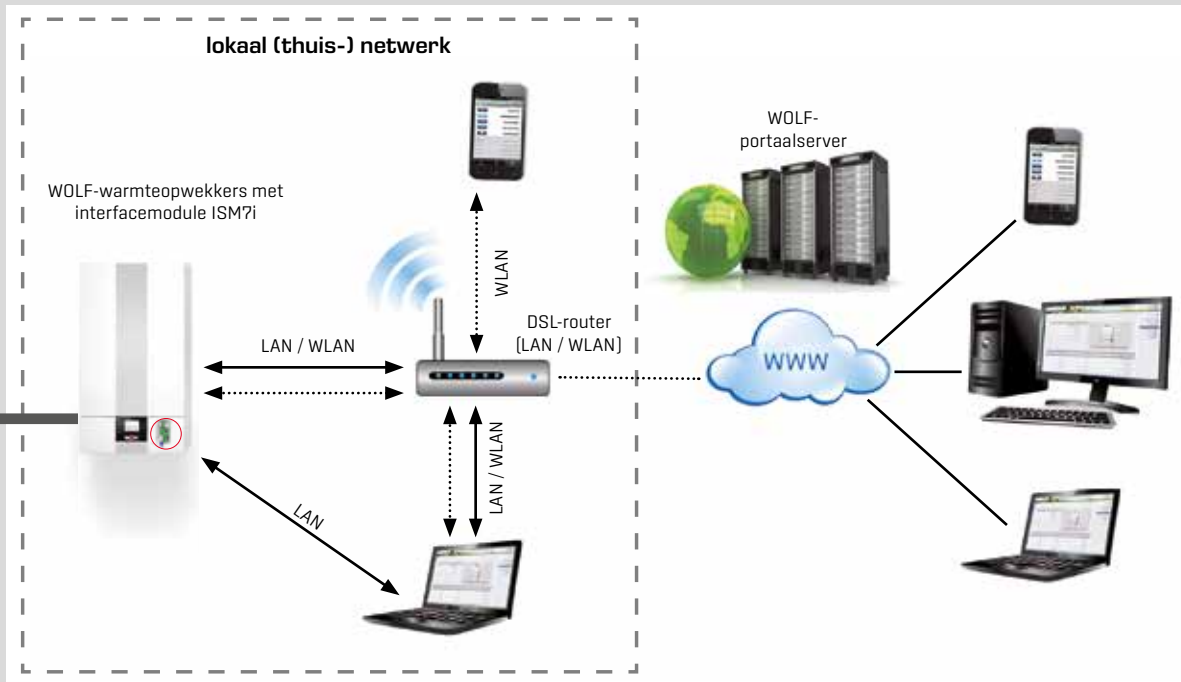 lokaal (thuis-) netwerk
WOLF-
portaalserver
WOLF-warmteopwekkers met
interfacemodule ISM7i
WLAN
DSL-router
(LAN / WLAN)
LAN / WLAN
WWW
LAN / WLAN
LAN